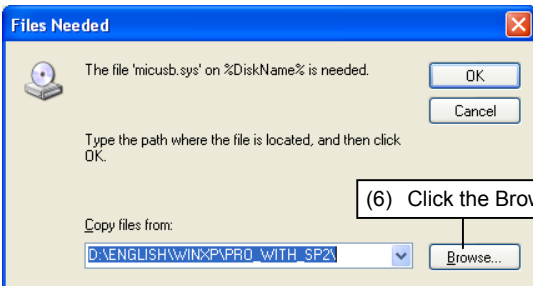 Files Needed
The file 'micusb.sys' on %DiskName% is needed.
OK
Cancel
Type the path where the file is located, and then click
OK.
(6) Click the
Copy files from:
D:\ENGLISH\WINXP\PRO_WITH_SP2\
Browse...